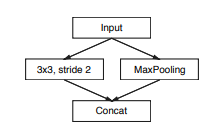 Input
3x3, stride 2
MaxPooling
Concat